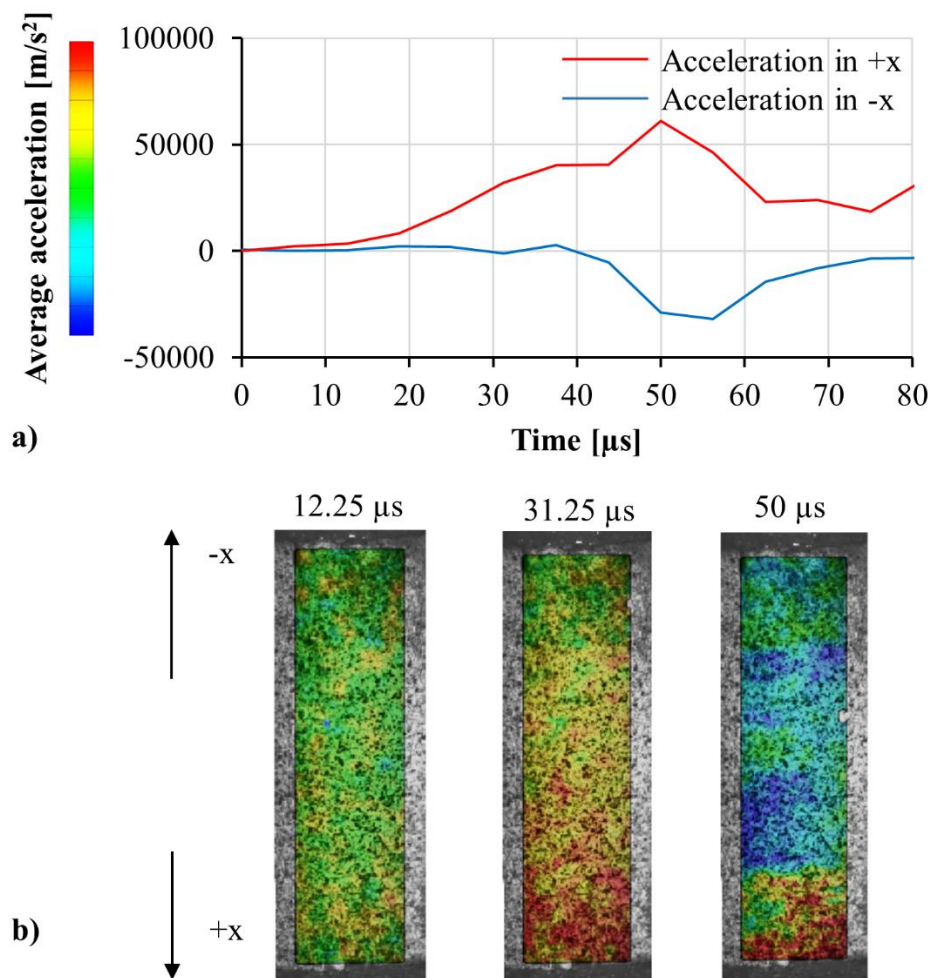 Average acceleration [m/s²]
100000
50000
0
-50000
Acceleration in +x
Acceleration in -x
0 10 20 30 40 50 60 70 80
Time [µs]
a)
12.25 µs 31.25 µs 50 µs
-x
+x
b)